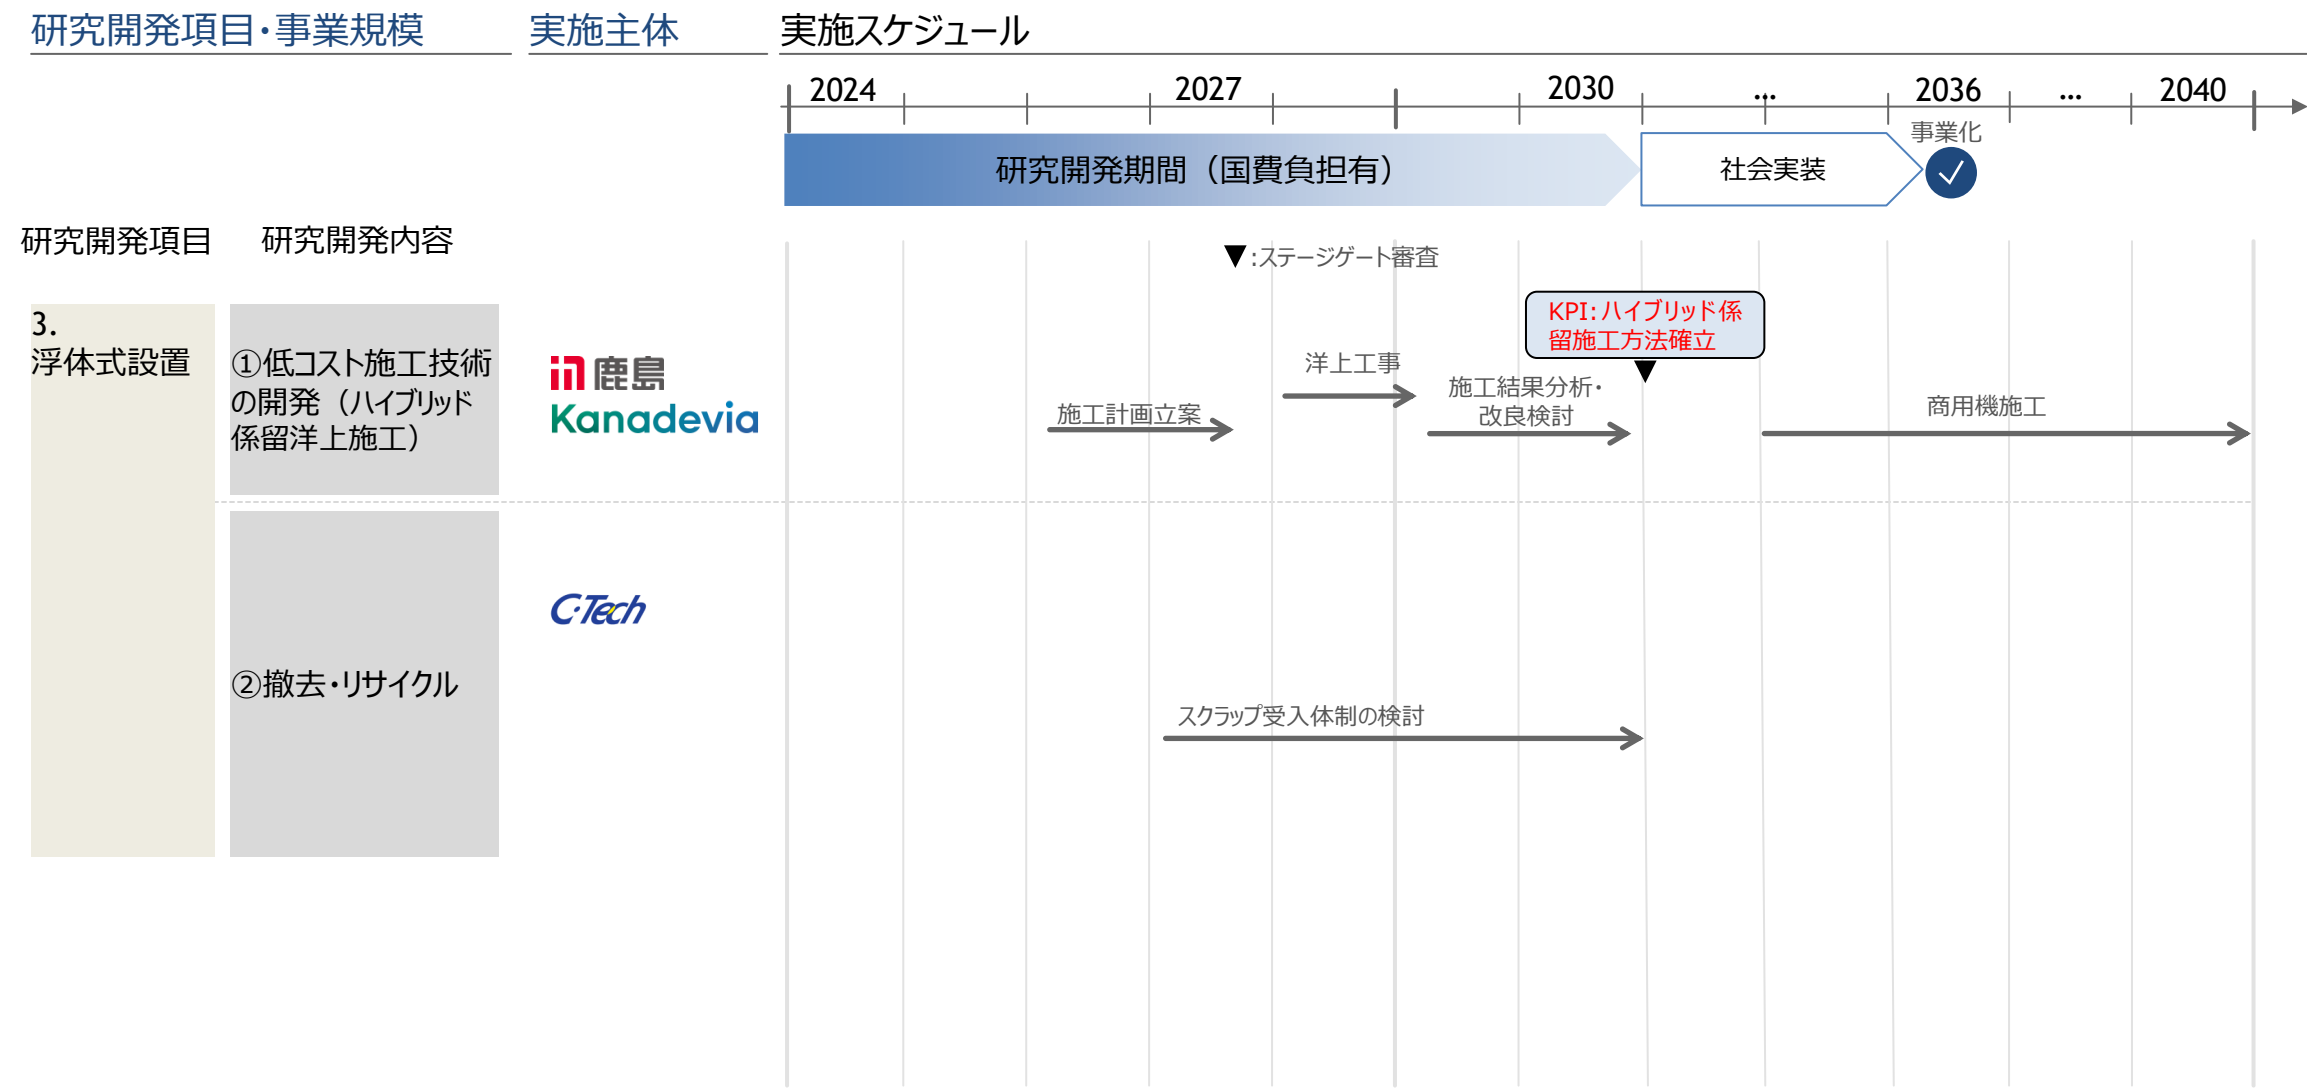 研究開発項目・事業規模
実施主体
実施スケジュール
2024
2027
2030
…
2036
…
2040
研究開発期間（国費負担有）
社会実装
事業化
研究開発項目
研究開発内容
▼:ステージゲート審査
3.
浮体式設置
①低コスト施工技術
の開発（ハイブリッド
係留洋上施工）
鹿島
Kanadevia
施工計画立案
洋上工事
施工結果分析・
改良検討
KPI：ハイブリッド係
留施工方法確立
▼
商用機施工
②撤去・リサイクル
C-Tech
スクラップ受入体制の検討